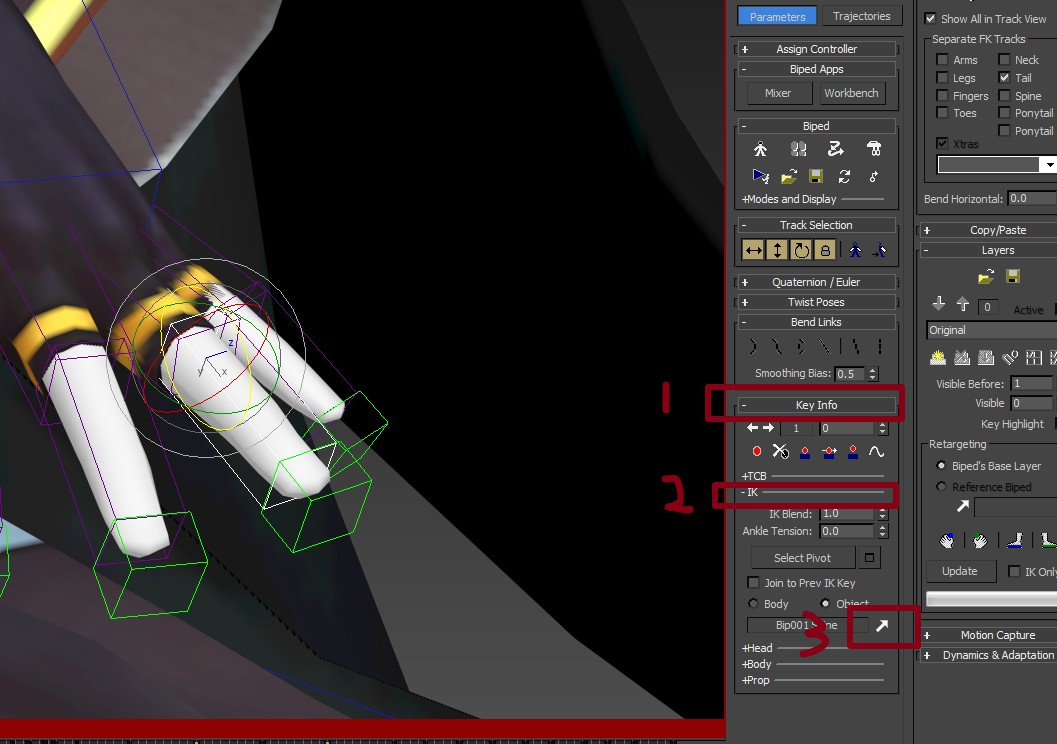 Parameters Trajectories
+ Assign Controller
- Biped Apps
Mixer Workbench
- Biped
+Modes and Display
- Track Selection
+ Quaternion / Euler
+ Twist Poses
- Bend Links
Smoothing Bias: 0.5
1
- Key Info
1 0
+TCB
2
- IK
IK Blend: 1.0
Ankle Tension: 0.0
Select Pivot
Join to Prev IK Key
Body Object
Bip001
3
+Head
+Body
+Prop
z
y x
Show All in Track View
Separate FK Tracks
Arms Neck
Legs Tail
Fingers Spine
Toes Ponytail
Ponytail
Xtras
Bend Horizontal: 0.0
+ Copy/Paste
- Layers
0 Active
Original
Visible Before: 1
Visible 0
Key Highlight
Retargeting
Biped's Base Layer
Reference Biped
Update IK Only
+ Motion Capture
+ Dynamics & Adaptation